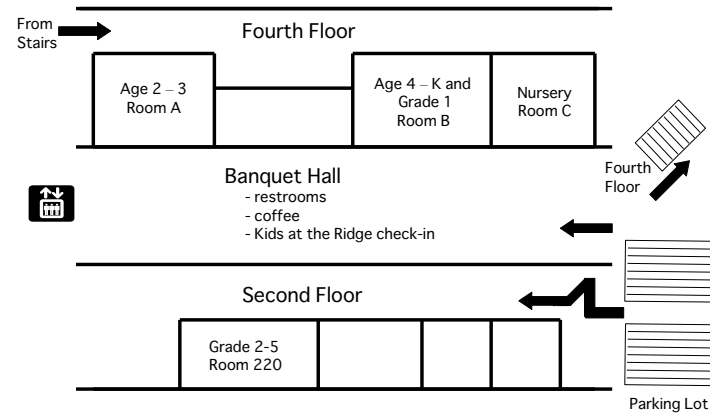 From
Stairs
Fourth Floor
Age 2 – 3
Room A
Age 4 – K and
Grade 1
Room B
Nursery
Room C
Fourth
Floor
Banquet Hall
- restrooms
- coffee
- Kids at the Ridge check-in
Second Floor
Grade 2-5
Room 220
Parking Lot